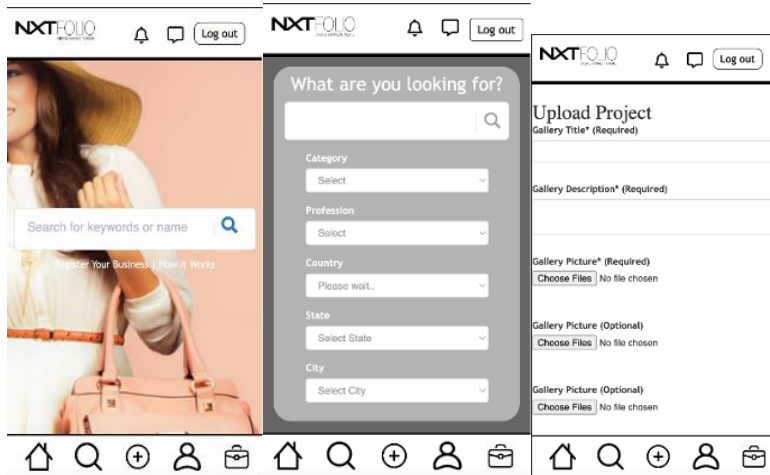 NXTFOLIO
Log out
Search for keywords or name
Register Your Business | How It Works
NXTFOLIO
Log out
What are you looking for?
Category
Select
Profession
Select
Country
Please wait..
State
Select State
City
Select City
NXTFOLIO
Log out
Upload Project
Gallery Title* (Required)
Gallery Description* (Required)
Gallery Picture* (Required)
Choose Files No file chosen
Gallery Picture (Optional)
Choose Files No file chosen
Gallery Picture (Optional)
Choose Files No file chosen